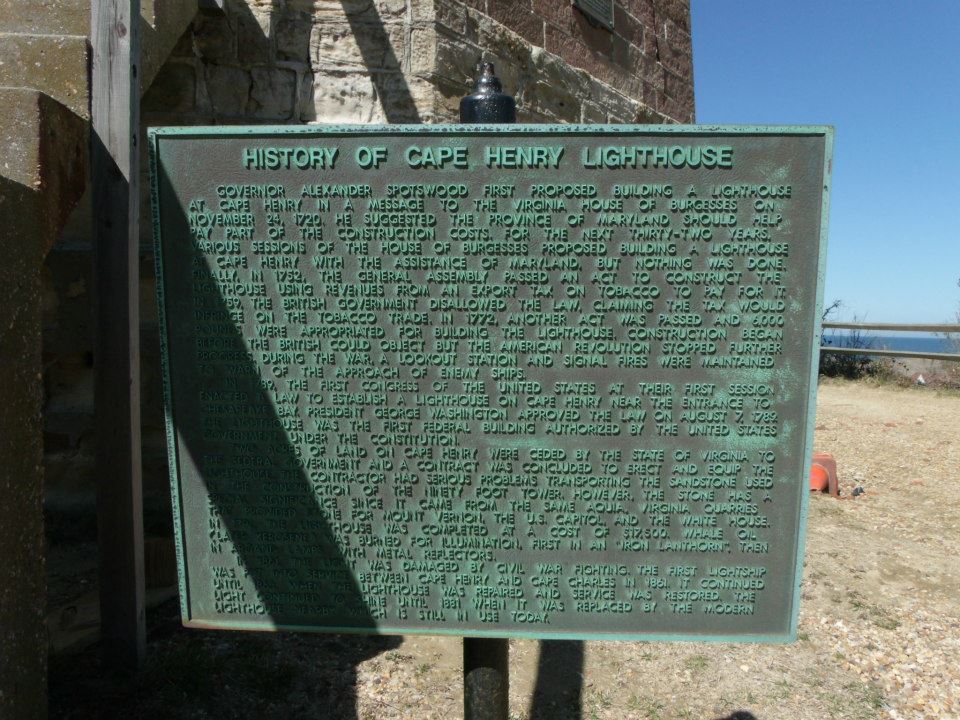 HISTORY OF CAPE HENRY LIGHTHOUSE
GOVERNOR ALEXANDER SPOTSWOOD FIRST PROPOSED BUILDING A LIGHTHOUSE
AT CAPE HENRY IN A MESSAGE TO THE VIRGINIA HOUSE OF BURGESSES ON
NOVEMBER 24, 1720. HE SUGGESTED THE PROVINCE OF MARYLAND SHOULD HELP
PAY PART OF THE CONSTRUCTION COSTS. FOR THE NEXT THIRTY-TWO YEARS,
VARIOUS SESSIONS OF THE HOUSE OF BURGESSES PROPOSED BUILDING A LIGHTHOUSE
AT CAPE HENRY WITH THE ASSISTANCE OF MARYLAND, BUT NOTHING WAS DONE.
FINALLY, IN 1752, THE GENERAL ASSEMBLY PASSED AN ACT TO CONSTRUCT THE
LIGHTHOUSE USING REVENUES FROM AN EXPORT TAX ON TOBACCO TO PAY FOR IT.
IN 1759, THE BRITISH GOVERNMENT DISALLOWED THE LAW, CLAIMING THE TAX WOULD
INFRINGE ON THE TOBACCO TRADE. IN 1772, ANOTHER ACT WAS PASSED AND 6,000
POUNDS WERE APPROPRIATED FOR BUILDING THE LIGHTHOUSE. CONSTRUCTION BEGAN
BEFORE THE BRITISH COULD OBJECT BUT THE AMERICAN REVOLUTION STOPPED FURTHER
PROGRESS. DURING THE WAR, A LOOKOUT STATION AND SIGNAL FIRES WERE MAINTAINED
TO WARN OF THE APPROACH OF ENEMY SHIPS.
IN 1789, THE FIRST CONGRESS OF THE UNITED STATES AT THEIR FIRST SESSION
ENACTED A LAW TO ESTABLISH A LIGHTHOUSE ON CAPE HENRY NEAR THE ENTRANCE TO
CHESAPEAKE BAY. PRESIDENT GEORGE WASHINGTON APPROVED THE LAW ON AUGUST 7, 1789.
THE LIGHTHOUSE WAS THE FIRST FEDERAL BUILDING AUTHORIZED BY THE UNITED STATES
GOVERNMENT UNDER THE CONSTITUTION.
TWO ACRES OF LAND ON CAPE HENRY WERE CEDED BY THE STATE OF VIRGINIA TO
THE FEDERAL GOVERNMENT AND A CONTRACT WAS CONCLUDED TO ERECT AND EQUIP THE
LIGHTHOUSE. THE CONTRACTOR HAD SERIOUS PROBLEMS TRANSPORTING THE SANDSTONE USED
IN THE CONSTRUCTION OF THE NINETY FOOT TOWER. HOWEVER, THE STONE HAS A
SPECIAL SIGNIFICANCE SINCE IT CAME FROM THE SAME AQUIA, VIRGINIA QUARRIES
THAT PROVIDED STONE FOR MOUNT VERNON, THE U.S. CAPITOL, AND THE WHITE HOUSE.
THE LIGHTHOUSE WAS COMPLETED AT A COST OF $17,500. WHALE OIL
(LATER KEROSENE) WAS BURNED FOR ILLUMINATION, FIRST IN AN "IRON LANTHORN", THEN
IN ARGAND LAMPS WITH METAL REFLECTORS.
THE LIGHT WAS DAMAGED BY CIVIL WAR FIGHTING. THE FIRST LIGHTSHIP
WAS PUT INTO SERVICE BETWEEN CAPE HENRY AND CAPE CHARLES IN 1861. IT CONTINUED
UNTIL WHEN THE LIGHTHOUSE WAS REPAIRED AND SERVICE WAS RESTORED. THE
LIGHT CONTINUED TO SHINE UNTIL 1881 WHEN IT WAS REPLACED BY THE MODERN
LIGHTHOUSE NEARBY WHICH IS STILL IN USE TODAY.